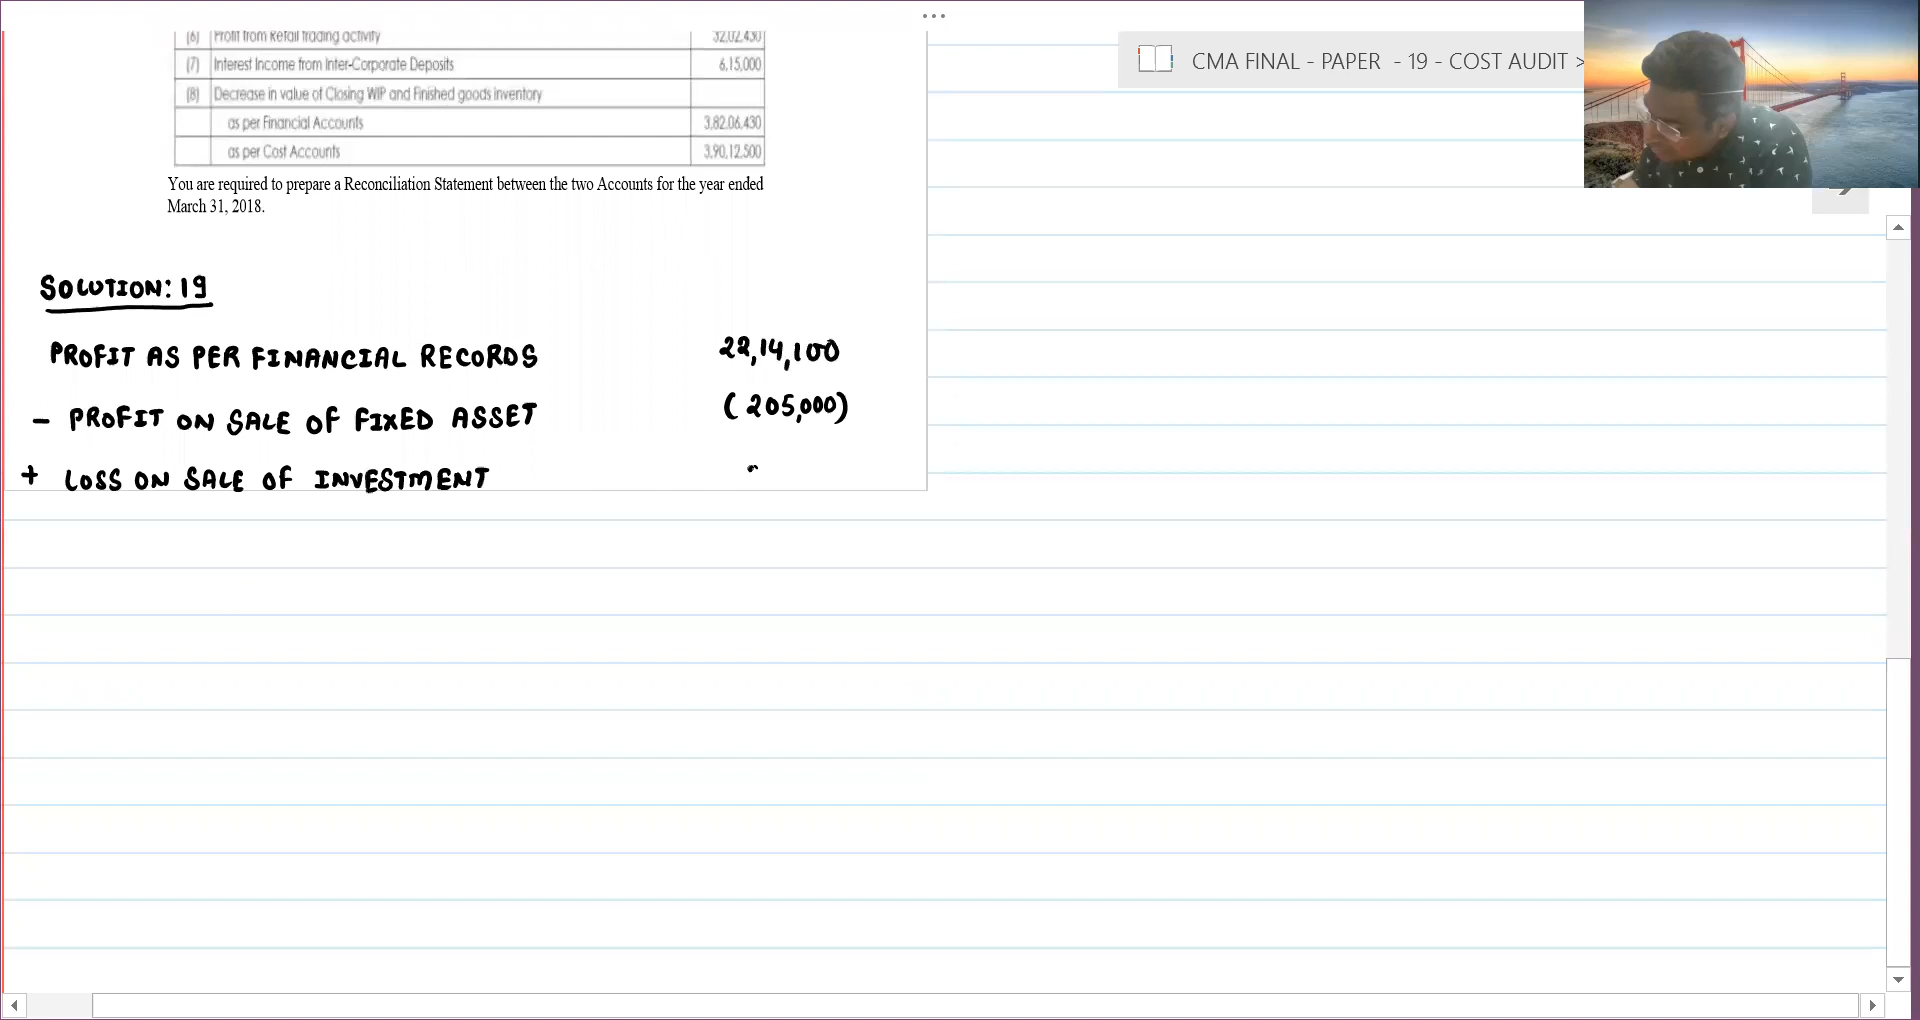 (6) Profit from Retail trading activity 32,02,430
(7) Interest Income from Inter-Corporate Deposits 6,15,000
(8) Decrease in value of Closing WIP and Finished goods inventory
as per Financial Accounts 3,82,06,430
as per Cost Accounts 3,90,12,500
You are required to prepare a Reconciliation Statement between the two Accounts for the year ended
March 31, 2018.
CMA FINAL - PAPER - 19 - COST AUDIT >
SOLUTION: 19
PROFIT AS PER FINANCIAL RECORDS 22,14,100
- PROFIT ON SALE OF FIXED ASSET (205,000)
+ LOSS ON SALE OF INVESTMENT